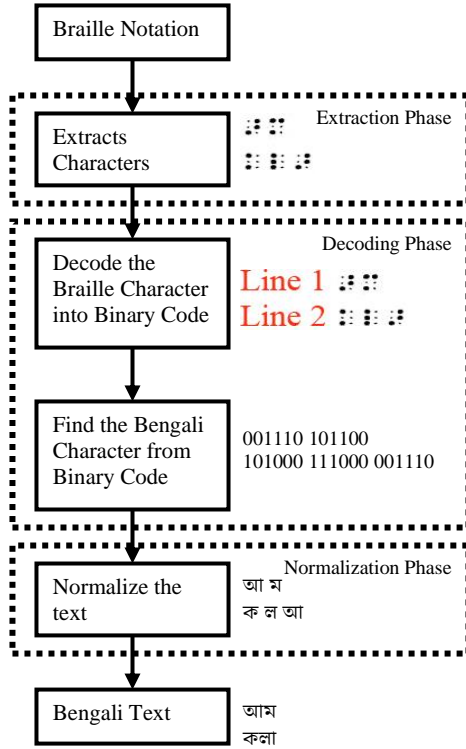 Braille Notation
Extracts
Characters
Extraction Phase
Decoding Phase
Decode the
Braille Character
into Binary Code
Line 1
Line 2
Find the Bengali
Character from
Binary Code
001110 101100
101000 111000 001110
Normalization Phase
Normalize the
text
আ ম
ক ল আ
Bengali Text
আম
কলা